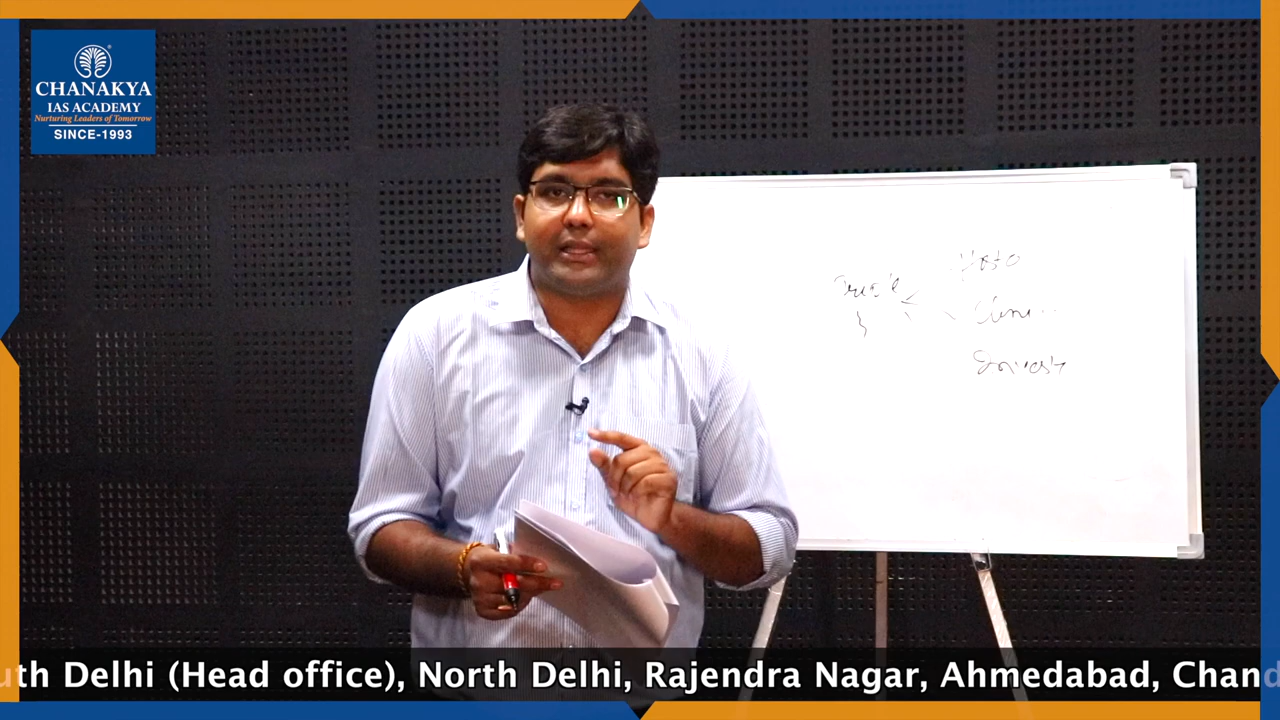 CHANAKYA
IAS ACADEMY
Nurturing Leaders of Tomorrow
SINCE-1993
uth Delhi (Head office), North Delhi, Rajendra Nagar, Ahmedabad, Chand